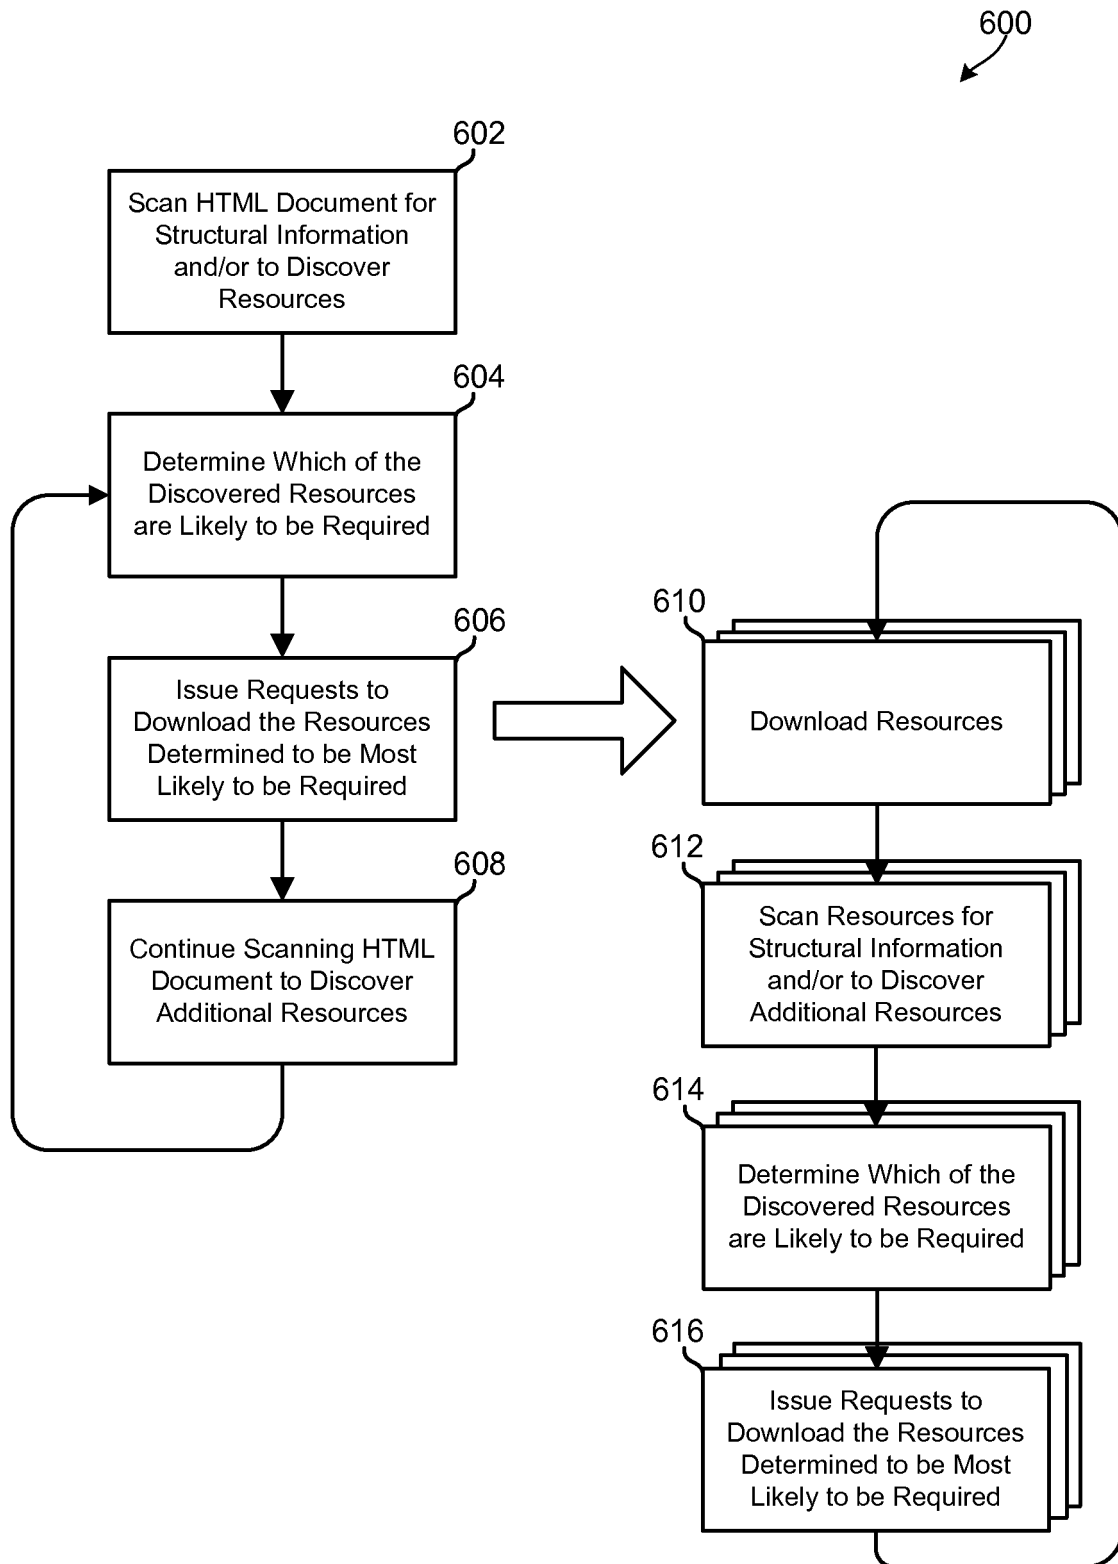 600
602
Scan HTML Document for
Structural Information
and/or to Discover
Resources
604
Determine Which of the
Discovered Resources
are Likely to be Required
606
Issue Requests to
Download the Resources
Determined to be Most
Likely to be Required
608
Continue Scanning HTML
Document to Discover
Additional Resources
610
Download Resources
612
Scan Resources for
Structural Information
and/or to Discover
Additional Resources
614
Determine Which of the
Discovered Resources
are Likely to be Required
616
Issue Requests to
Download the Resources
Determined to be Most
Likely to be Required